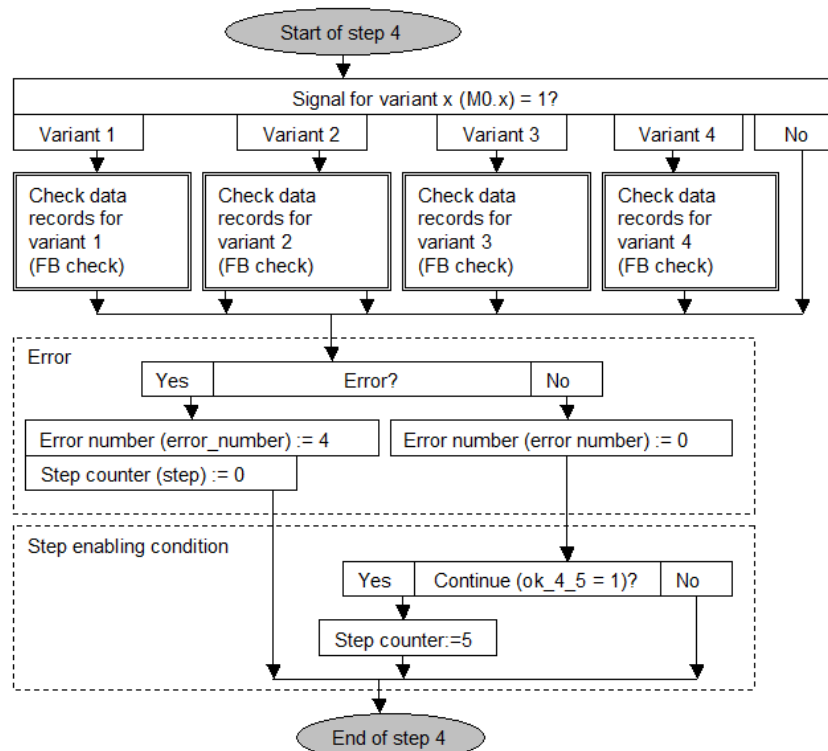 Start of step 4
Signal for variant x (M0.x) = 1?
Variant 1
Variant 2
Variant 3
Variant 4
No
Check data
records for
variant 1
(FB check)
Check data
records for
variant 2
(FB check)
Check data
records for
variant 3
(FB check)
Check data
records for
variant 4
(FB check)
Error
Yes
Error?
No
Error number (error_number) := 4
Step counter (step) := 0
Error number (error number) := 0
Step enabling condition
Yes
Continue (ok_4_5 = 1)?
No
Step counter:=5
End of step 4